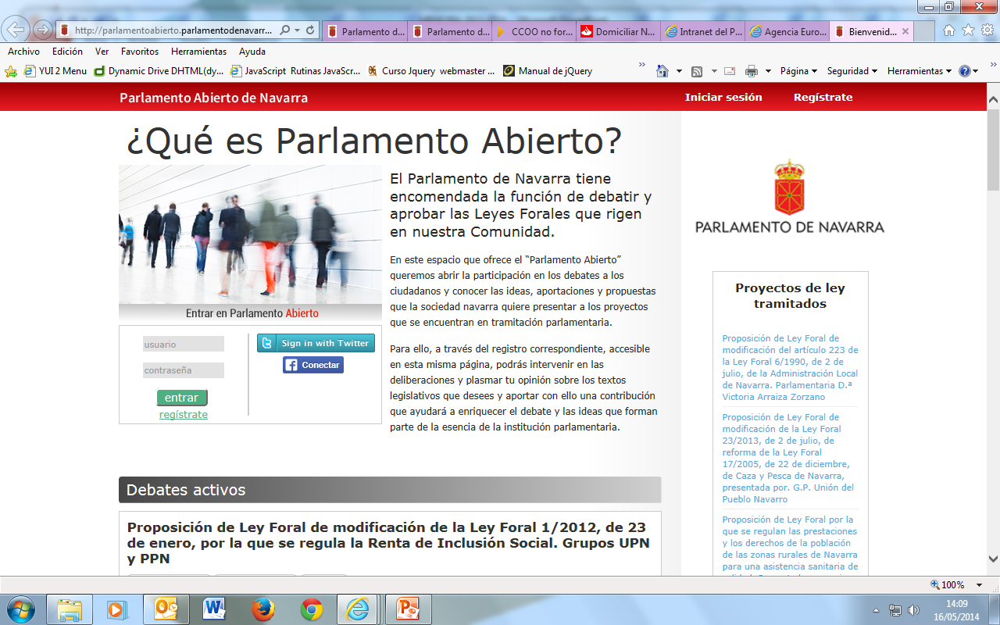 http://parlamentoabierto.parlamentodenavarr...
Parlamento d...
Parlamento d...
CCOO no for...
Domiciliar N...
Intranet del P...
Agencia Euro...
Bienvenid...
Archivo Edición Ver Favoritos Herramientas Ayuda
YUI 2 Menu
Dynamic Drive DHTML(dy...
JavaScript Rutinas JavaScr...
Curso Jquery webmaster ...
Manual de jQuery
Página
Seguridad
Herramientas
Parlamento Abierto de Navarra
Iniciar sesión
Regístrate
¿Qué es Parlamento Abierto?
Entrar en Parlamento Abierto
usuario
contraseña
entrar
regístrate
Sign in with Twitter
Conectar
El Parlamento de Navarra tiene
encomendada la función de debatir y
aprobar las Leyes Forales que rigen
en nuestra Comunidad.
En este espacio que ofrece el “Parlamento Abierto”
queremos abrir la participación en los debates a los
ciudadanos y conocer las ideas, aportaciones y propuestas
que la sociedad navarra quiere presentar a los proyectos
que se encuentran en tramitación parlamentaria.
Para ello, a través del registro correspondiente, accesible
en esta misma página, podrás intervenir en las
deliberaciones y plasmar tu opinión sobre los textos
legislativos que desees y aportar con ello una contribución
que ayudará a enriquecer el debate y las ideas que forman
parte de la esencia de la institución parlamentaria.
Debates activos
Proposición de Ley Foral de modificación de la Ley Foral 1/2012, de 23
de enero, por la que se regula la Renta de Inclusión Social. Grupos UPN
y PPN
PARLAMENTO DE NAVARRA
Proyectos de ley
tramitados
Proposición de Ley Foral de
modificación del artículo 223 de
la Ley Foral 6/1990, de 2 de
julio, de la Administración Local
de Navarra. Parlamentaria D.ª
Victoria Arraiza Zorzano
Proposición de Ley Foral de
modificación de la Ley Foral
23/2013, de 2 de julio, de
reforma de la Ley Foral
17/2005, de 22 de diciembre,
de Caza y Pesca de Navarra,
presentada por. G.P. Unión del
Pueblo Navarro
Proposición de Ley Foral por la
que se regulan las prestaciones
y los derechos de la población
de las zonas rurales de Navarra
para una asistencia sanitaria de
100%
14:09
16/05/2014